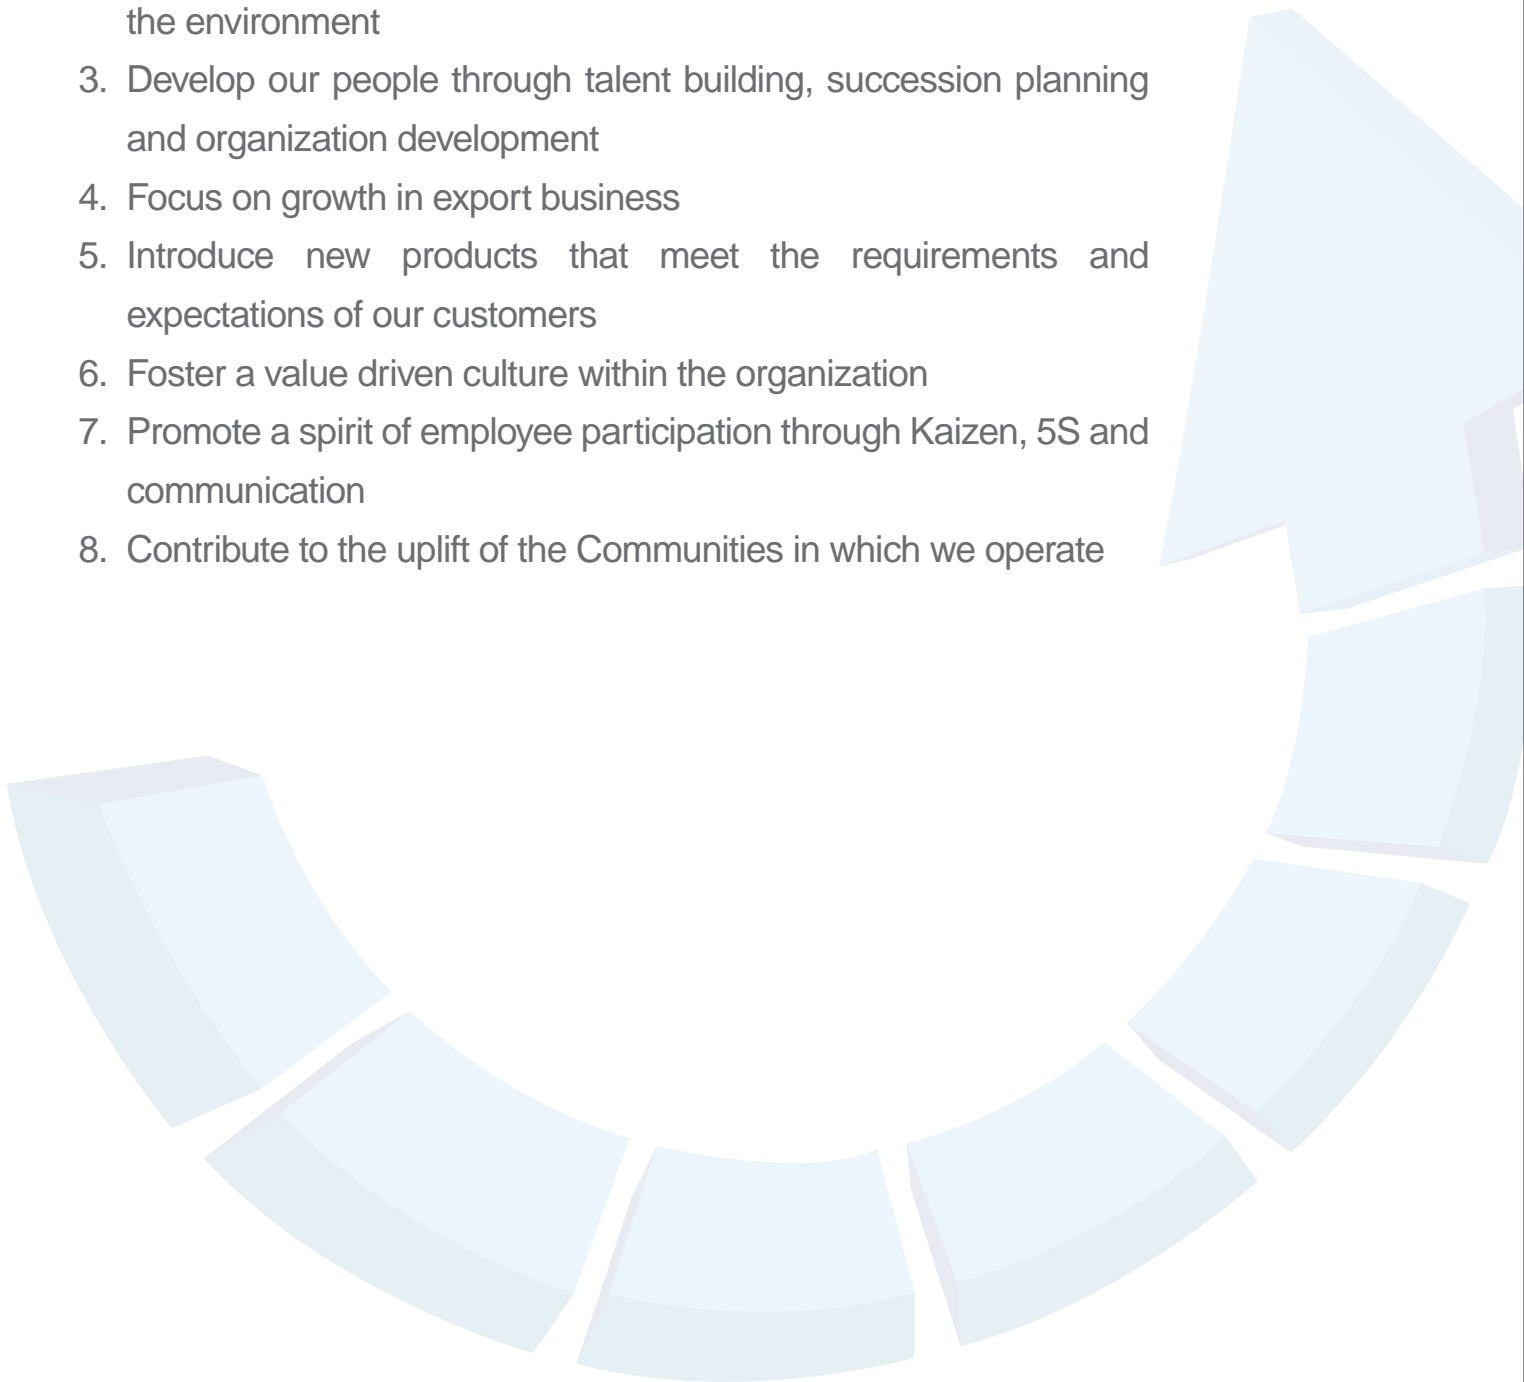 the environment
3. Develop our people through talent building, succession planning
and organization development
4. Focus on growth in export business
5. Introduce new products that meet the requirements and
expectations of our customers
6. Foster a value driven culture within the organization
7. Promote a spirit of employee participation through Kaizen, 5S and
communication
8. Contribute to the uplift of the Communities in which we operate